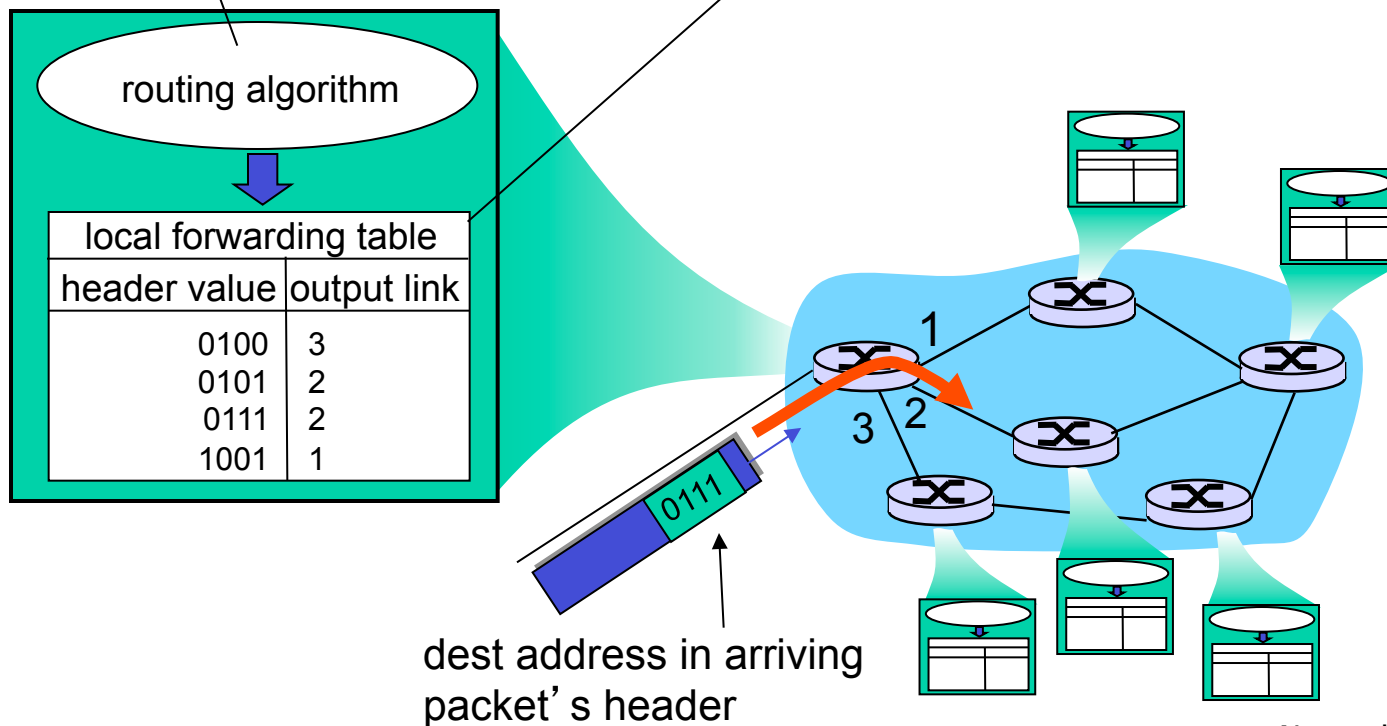 routing algorithm
local forwarding table
header value output link
0100 3
0101 2
0111 2
1001 1
1
2
3
0111
dest address in arriving
packet's header